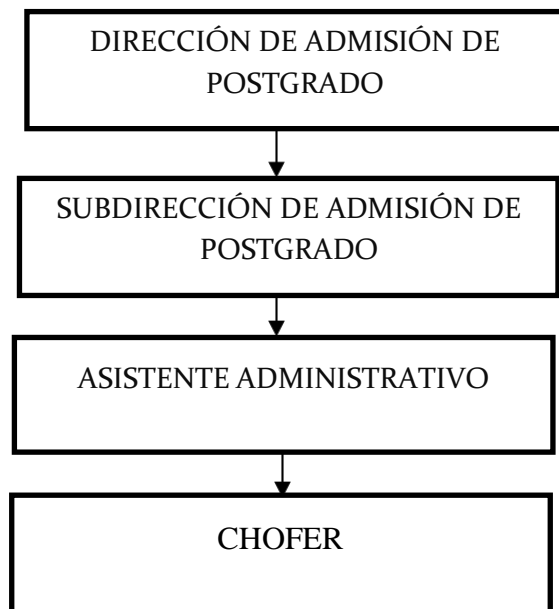 DIRECCIÓN DE ADMISIÓN DE
POSTGRADO
SUBDIRECCIÓN DE ADMISIÓN DE
POSTGRADO
ASISTENTE ADMINISTRATIVO
CHOFER